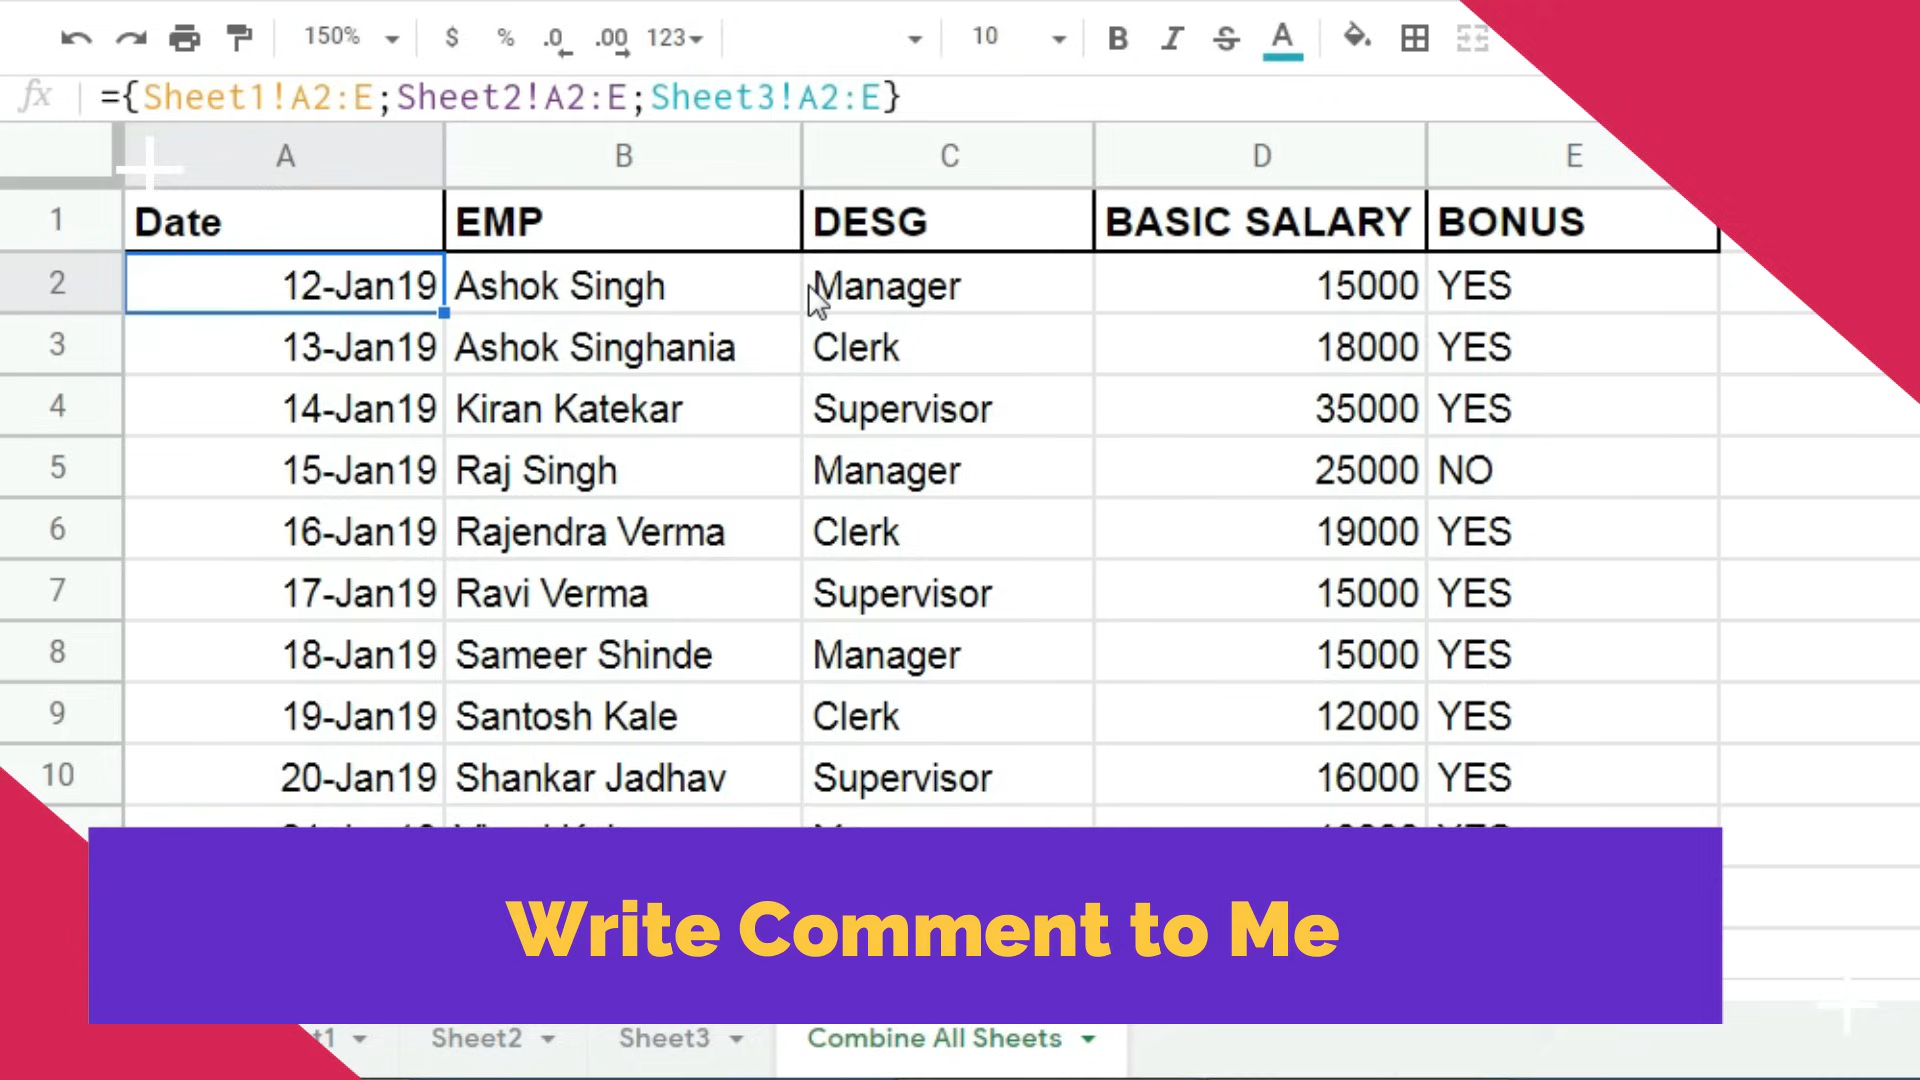 150% $ % .0 .00 123 10 B I S A
fx ={Sheet1!A2:E;Sheet2!A2:E;Sheet3!A2:E}
A B C D E
1 Date EMP DESG BASIC SALARY BONUS
2 12-Jan19 Ashok Singh Manager 15000 YES
3 13-Jan19 Ashok Singhania Clerk 18000 YES
4 14-Jan19 Kiran Katekar Supervisor 35000 YES
5 15-Jan19 Raj Singh Manager 25000 NO
6 16-Jan19 Rajendra Verma Clerk 19000 YES
7 17-Jan19 Ravi Verma Supervisor 15000 YES
8 18-Jan19 Sameer Shinde Manager 15000 YES
9 19-Jan19 Santosh Kale Clerk 12000 YES
10 20-Jan19 Shankar Jadhav Supervisor 16000 YES
Write Comment to Me
t1 Sheet2 Sheet3 Combine All Sheets